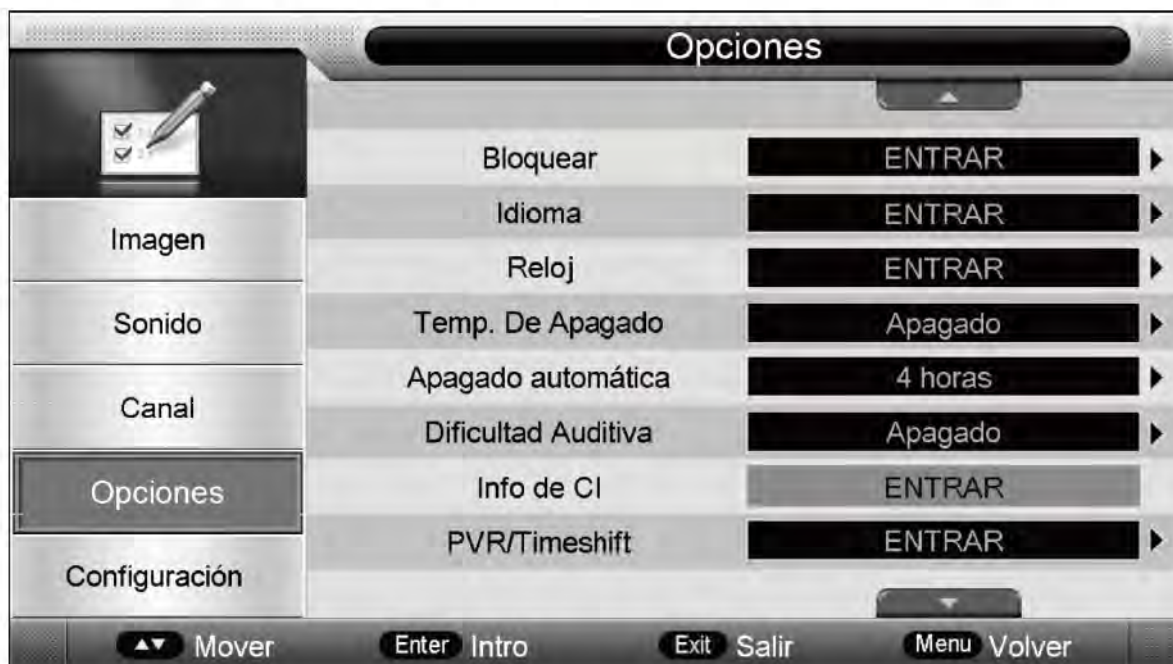 Opciones
Bloquear ENTRAR
Idioma ENTRAR
Imagen
Reloj ENTRAR
Sonido
Temp. De Apagado Apagado
Apagado automática 4 horas
Canal
Dificultad Auditiva Apagado
Opciones
Info de CI ENTRAR
PVR/Timeshift ENTRAR
Configuración
Mover Enter Intro Exit Salir Menu Volver